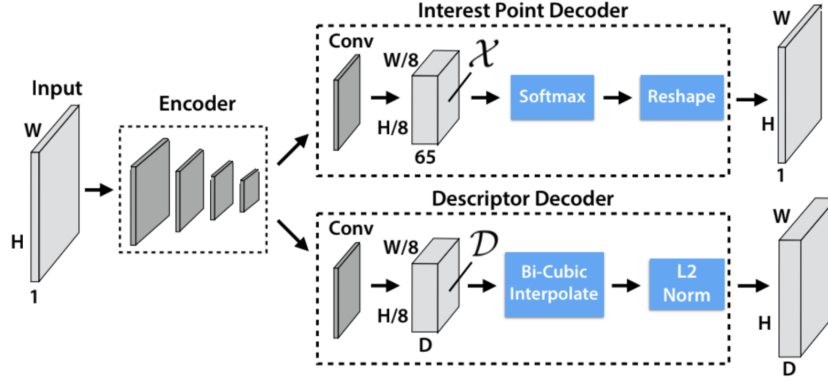 Interest Point Decoder
Conv
W/8
𝒳
W
Input
Encoder
Softmax
Reshape
W
H/8
H
65
1
H
Descriptor Decoder
Conv
W/8
𝒟
W
1
Bi-Cubic
Interpolate
L2
Norm
H/8
H
D
D